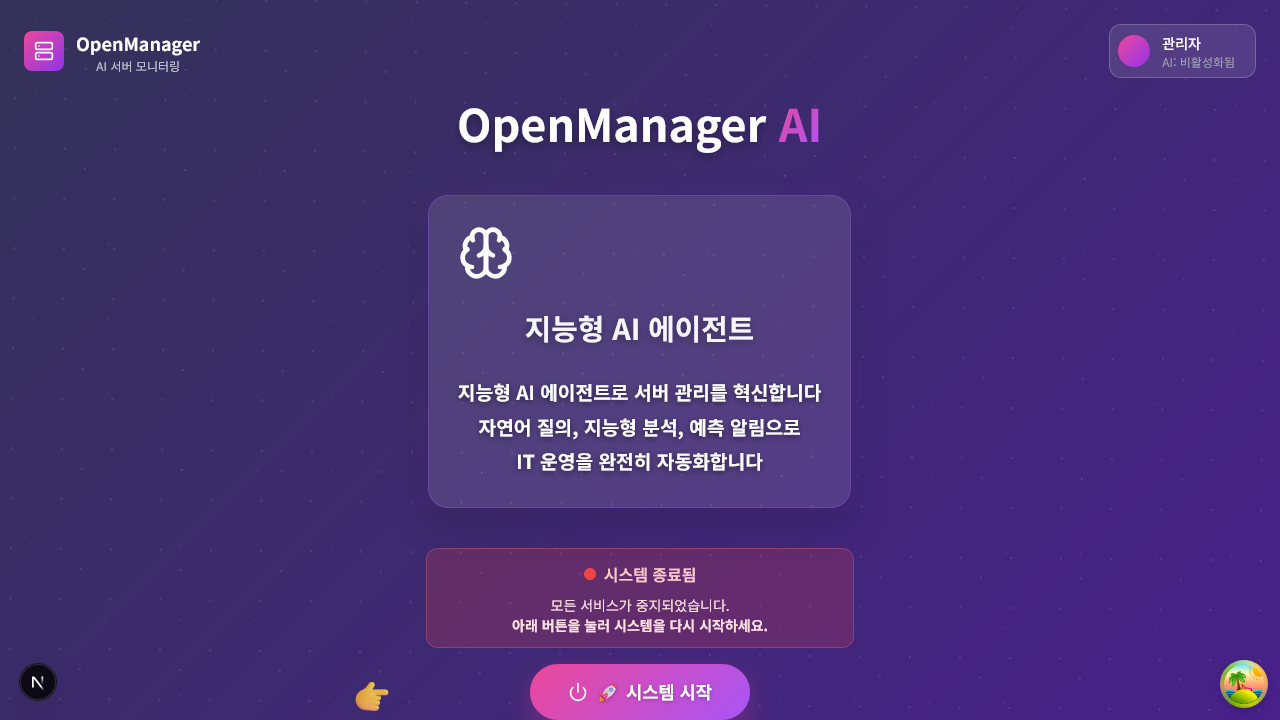 OpenManager
AI 서버 모니터링
관리자
AI: 비활성화됨
OpenManager AI
지능형 AI 에이전트
지능형 AI 에이전트로 서버 관리를 혁신합니다
자연어 질의, 지능형 분석, 예측 알림으로
IT 운영을 완전히 자동화합니다
시스템 종료됨
모든 서비스가 중지되었습니다.
아래 버튼을 눌러 시스템을 다시 시작하세요.
N
🚀 시스템 시작